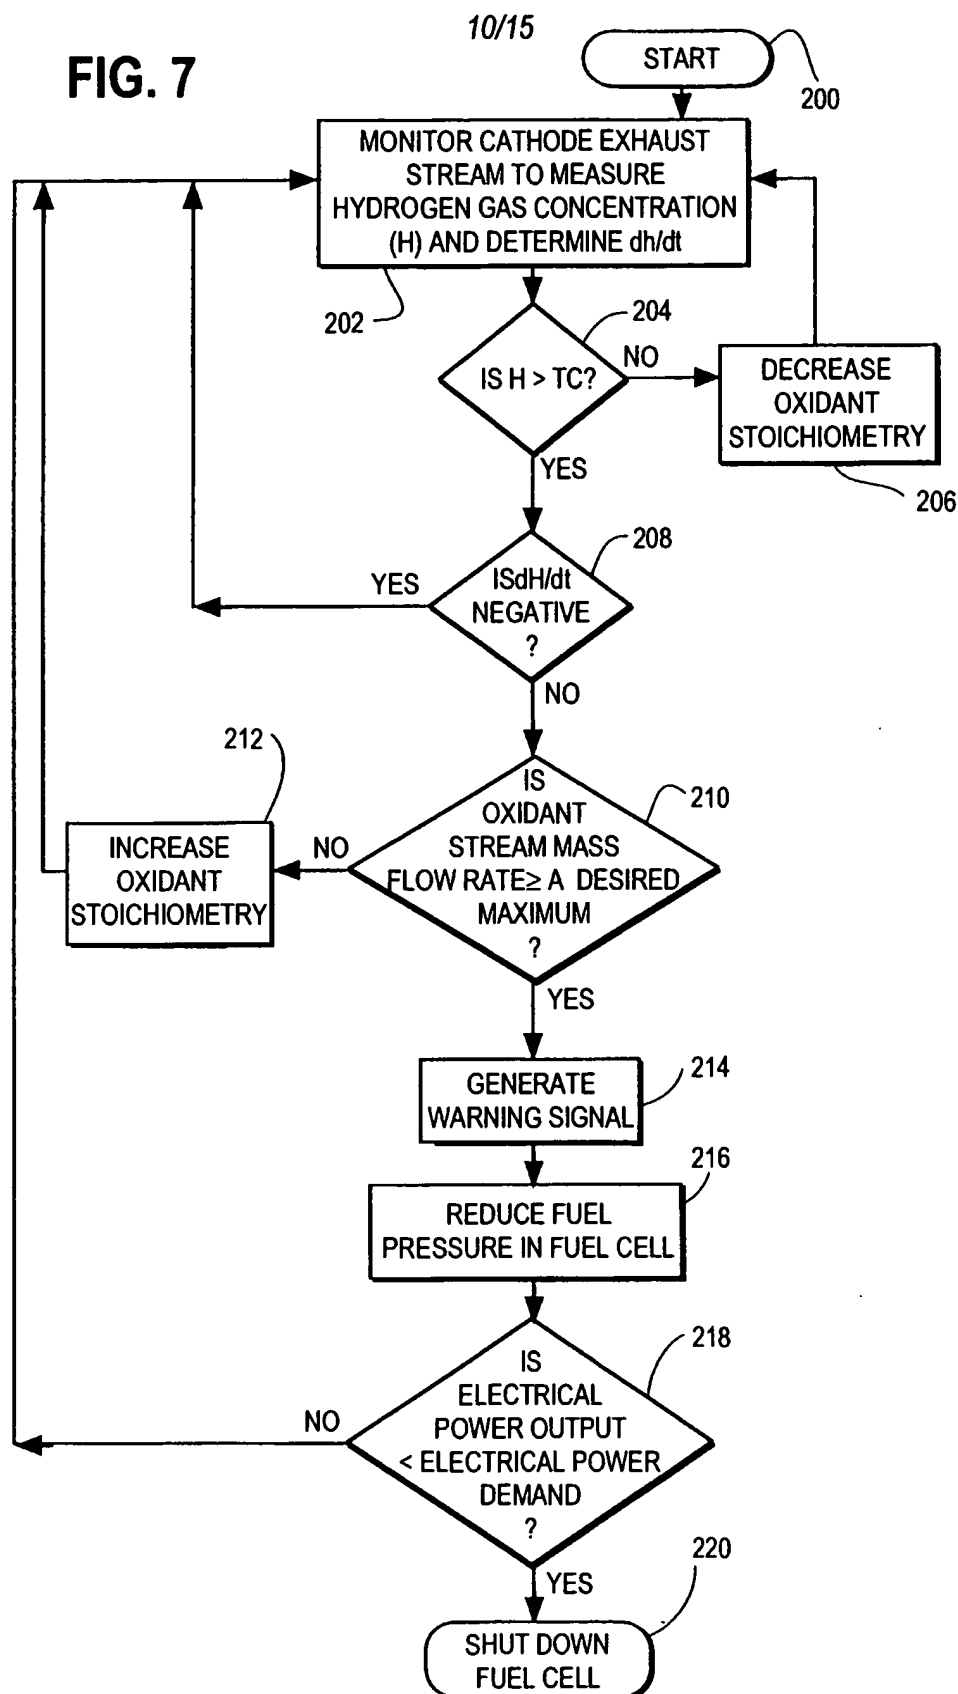 10/15
FIG. 7
START
200
MONITOR CATHODE EXHAUST
STREAM TO MEASURE
HYDROGEN GAS CONCENTRATION
(H) AND DETERMINE dh/dt
202
204
IS H > TC?
NO
DECREASE
OXIDANT
STOICHIOMETRY
206
YES
208
ISdH/dt
NEGATIVE
?
YES
NO
212
210
IS
OXIDANT
STREAM MASS
FLOW RATE≥ A DESIRED
MAXIMUM
?
NO
INCREASE
OXIDANT
STOICHIOMETRY
YES
214
GENERATE
WARNING SIGNAL
216
REDUCE FUEL
PRESSURE IN FUEL CELL
218
IS
ELECTRICAL
POWER OUTPUT
< ELECTRICAL POWER
DEMAND
?
NO
YES
220
SHUT DOWN
FUEL CELL